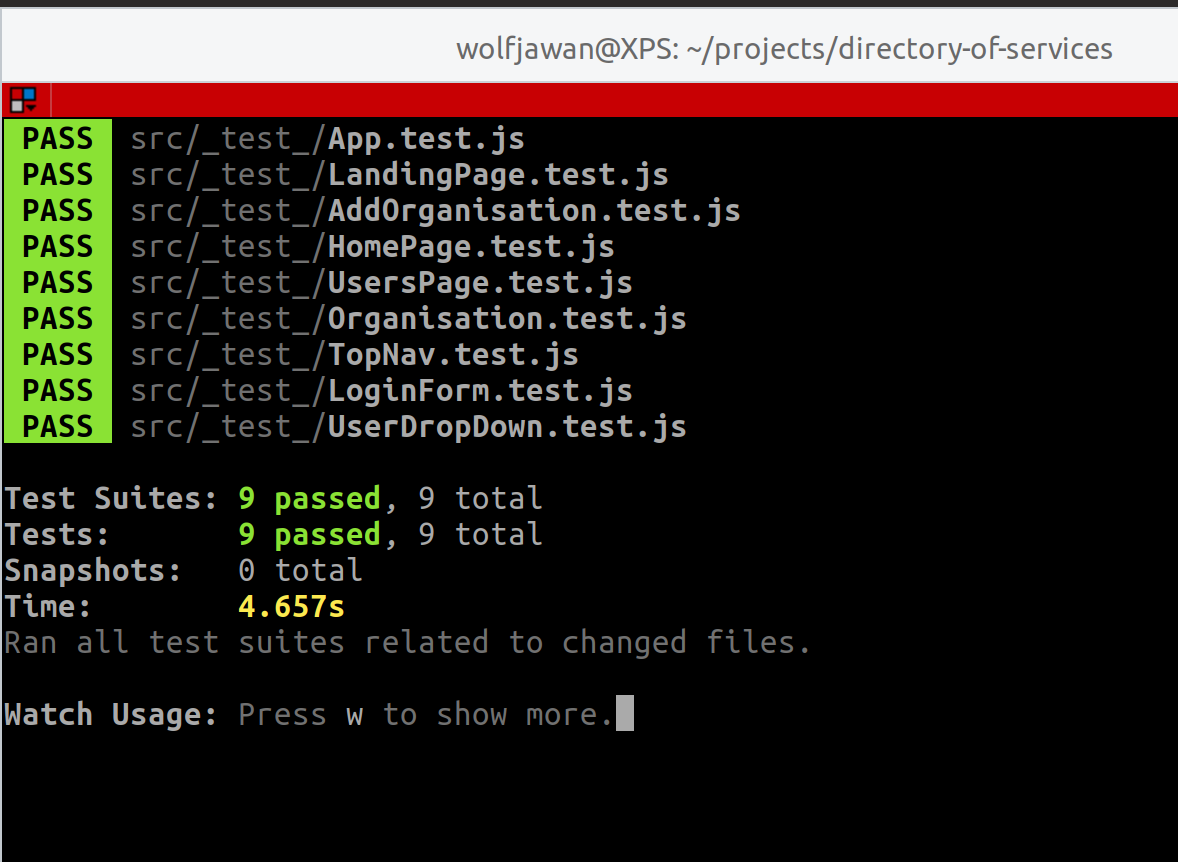 wolfjawan@XPS: ~/projects/directory-of-services
PASS src/_test_/App.test.js
PASS src/_test_/LandingPage.test.js
PASS src/_test_/AddOrganisation.test.js
PASS src/_test_/HomePage.test.js
PASS src/_test_/UsersPage.test.js
PASS src/_test_/Organisation.test.js
PASS src/_test_/TopNav.test.js
PASS src/_test_/LoginForm.test.js
PASS src/_test_/UserDropDown.test.js
Test Suites: 9 passed, 9 total
Tests: 9 passed, 9 total
Snapshots: 0 total
Time: 4.657s
Ran all test suites related to changed files.
Watch Usage: Press w to show more.